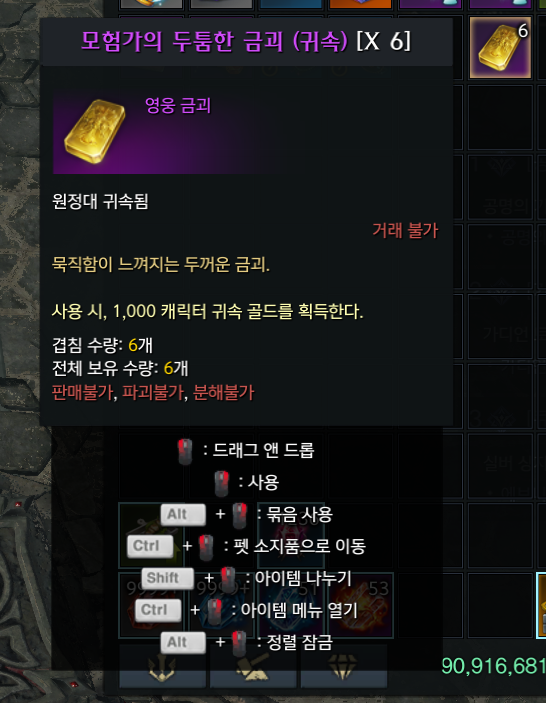 모험가의 두툼한 금괴 (귀속) [X 6]
6
영웅 금괴
원정대 귀속됨
거래 불가
묵직함이 느껴지는 두꺼운 금괴.
사용 시, 1,000 캐릭터 귀속 골드를 획득한다.
겹침 수량: 6개
전체 보유 수량: 6개
판매불가, 파괴불가, 분해불가
: 드래그 앤 드롭
: 사용
Alt + : 묶음 사용
Ctrl + : 펫 소지품으로 이동
Shift + : 아이템 나누기
Ctrl + : 아이템 메뉴 열기
53
Alt + : 정렬 잠금
90,916,681